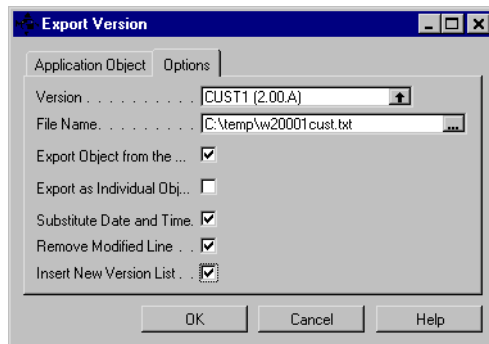 Export Version
Application Object Options
Version . . . . . . . . . . CUST1 (2.00.A)
File Name. . . . . . . . . C:\temp\w20001cust.txt ...
Export Object from the ...
Export as Individual Obj...
Substitute Date and Time.
Remove Modified Line . .
Insert New Version List . .
OK Cancel Help